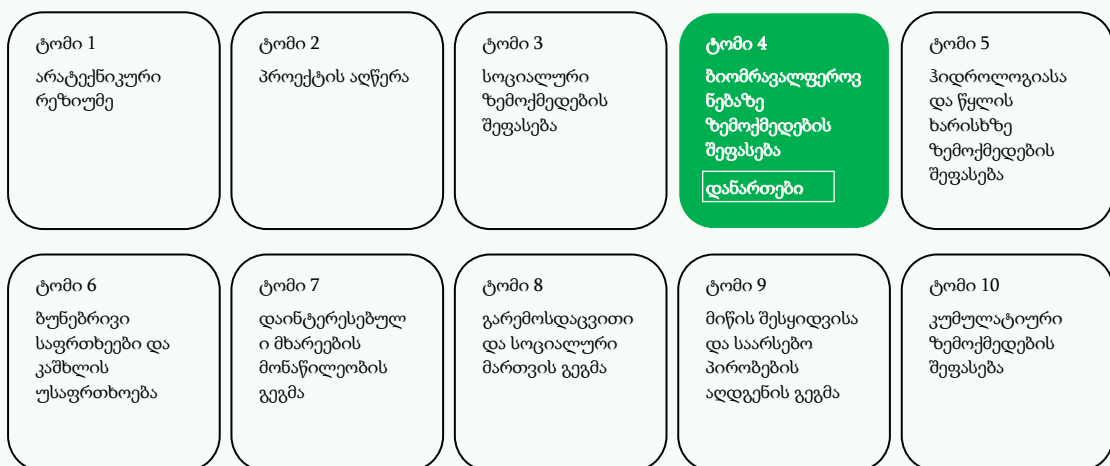 ტომი 1
არატექნიკური
რეზიუმე
ტომი 2
პროექტის აღწერა
ტომი 3
სოციალური
ზემოქმედების
შეფასება
ტომი 4
ბიომრავალფეროვ
ნებაზე
ზემოქმედების
შეფასება
დანართები
ტომი 5
ჰიდროლოგიასა
და წყლის
ხარისხზე
ზემოქმედების
შეფასება
ტომი 6
ბუნებრივი
საფრთხეები და
კაშხლის
უსაფრთხოება
ტომი 7
დაინტერესებულ
ი მხარეების
მონაწილეობის
გეგმა
ტომი 8
გარემოსდაცვითი
და სოციალური
მართვის გეგმა
ტომი 9
მიწის შესყიდვისა
და საარსებო
პირობების
აღდგენის გეგმა
ტომი 10
კუმულატიური
ზემოქმედების
შეფასება